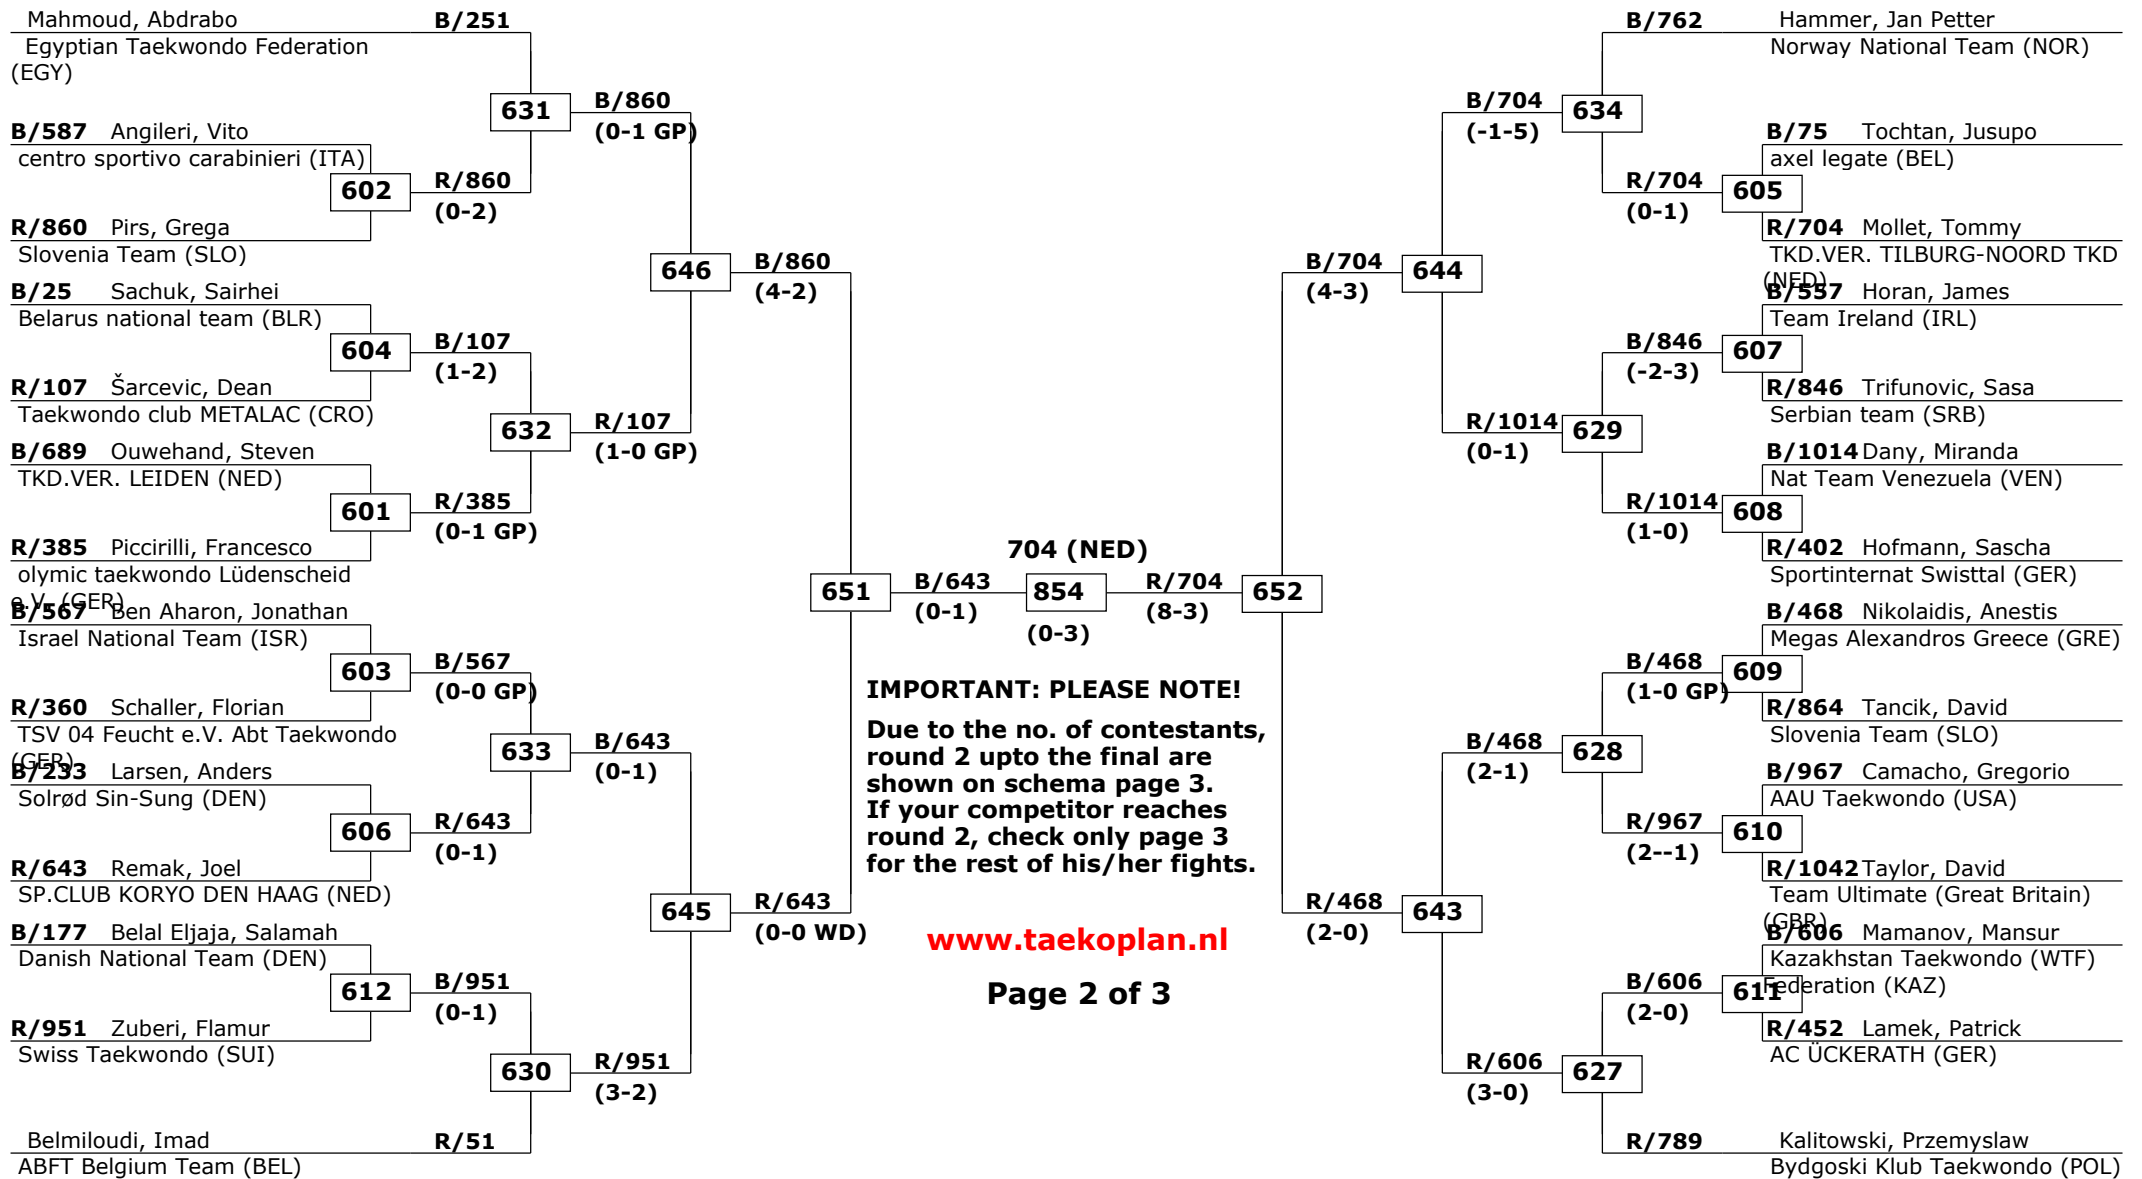 Mahmoud, Abdrabo
B/251
Egyptian Taekwondo Federation
(EGY)
631
B/860
(0-1 GP)
B/587 Angileri, Vito
centro sportivo carabinieri (ITA)
602
R/860
(0-2)
R/860 Pirs, Grega
Slovenia Team (SLO)
646
B/860
(4-2)
B/25 Sachuk, Sairhei
Belarus national team (BLR)
604
B/107
(1-2)
R/107 Šarcevic, Dean
Taekwondo club METALAC (CRO)
632
R/107
(1-0 GP)
B/689 Ouwehand, Steven
TKD.VER. LEIDEN (NED)
601
R/385
(0-1 GP)
R/385 Piccirilli, Francesco
olymic taekwondo Lüdenscheid
e.V. (GER)
B/567 Ben Aharon, Jonathan
Israel National Team (ISR)
603
B/567
(0-0 GP)
R/360 Schaller, Florian
TSV 04 Feucht e.V. Abt Taekwondo
(GER)
633
B/643
(0-1)
B/233 Larsen, Anders
Solrød Sin-Sung (DEN)
606
R/643
(0-1)
R/643 Remak, Joel
SP.CLUB KORYO DEN HAAG (NED)
645
R/643
(0-0 WD)
B/177 Belal Eljaja, Salamah
Danish National Team (DEN)
612
B/951
(0-1)
R/951 Zuberi, Flamur
Swiss Taekwondo (SUI)
630
R/951
(3-2)
Belmiloudi, Imad
R/51
ABFT Belgium Team (BEL)
704 (NED)
651
B/643
(0-1)
854
(0-3)
R/704
(8-3)
652
IMPORTANT: PLEASE NOTE!
Due to the no. of contestants,
round 2 upto the final are
shown on schema page 3.
If your competitor reaches
round 2, check only page 3
for the rest of his/her fights.
www.taekoplan.nl
Page 2 of 3
B/762
Hammer, Jan Petter
Norway National Team (NOR)
B/704
(-1-5)
634
B/75 Tochtan, Jusupo
axel legate (BEL)
R/704
(0-1)
605
R/704 Mollet, Tommy
TKD.VER. TILBURG-NOORD TKD
(NED)
B/704
(4-3)
644
B/557 Horan, James
Team Ireland (IRL)
B/846
(-2-3)
607
R/846 Trifunovic, Sasa
Serbian team (SRB)
R/1014
(0-1)
629
B/1014 Dany, Miranda
Nat Team Venezuela (VEN)
R/1014
(1-0)
608
R/402 Hofmann, Sascha
Sportinternat Swisttal (GER)
B/468 Nikolaidis, Anestis
Megas Alexandros Greece (GRE)
B/468
(1-0 GP)
609
R/864 Tancik, David
Slovenia Team (SLO)
B/468
(2-1)
628
B/967 Camacho, Gregorio
AAU Taekwondo (USA)
R/967
(2--1)
610
R/1042 Taylor, David
Team Ultimate (Great Britain)
(GBR)
R/468
(2-0)
643
B/606 Mamanov, Mansur
Kazakhstan Taekwondo (WTF)
Federation (KAZ)
B/606
(2-0)
611
R/452 Lamek, Patrick
AC ÜCKERATH (GER)
R/606
(3-0)
627
R/789
Kalitowski, Przemyslaw
Bydgoski Klub Taekwondo (POL)